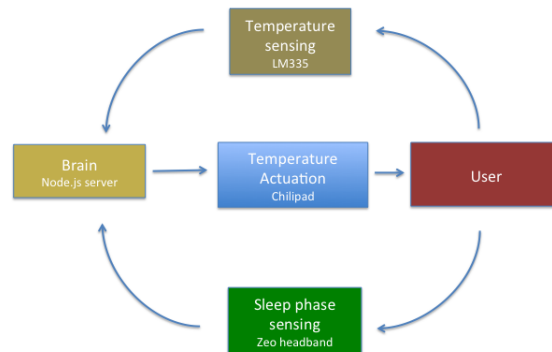 Temperature
sensing
LM335
Brain
Node.js server
Temperature
Actuation
Chilipad
User
Sleep phase
sensing
Zeo headband